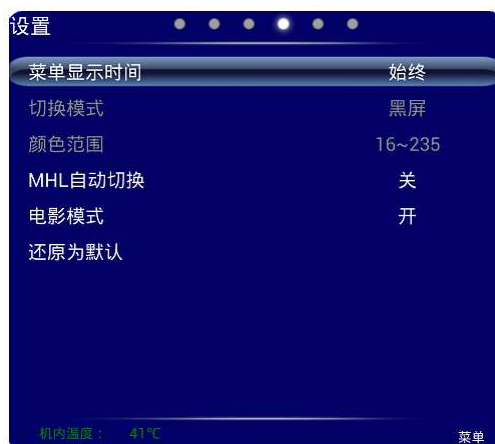 设置
菜单显示时间 始终
切换模式 黑屏
颜色范围 16~235
MHL自动切换 关
电影模式 开
还原为默认
机内温度： 41℃
菜单